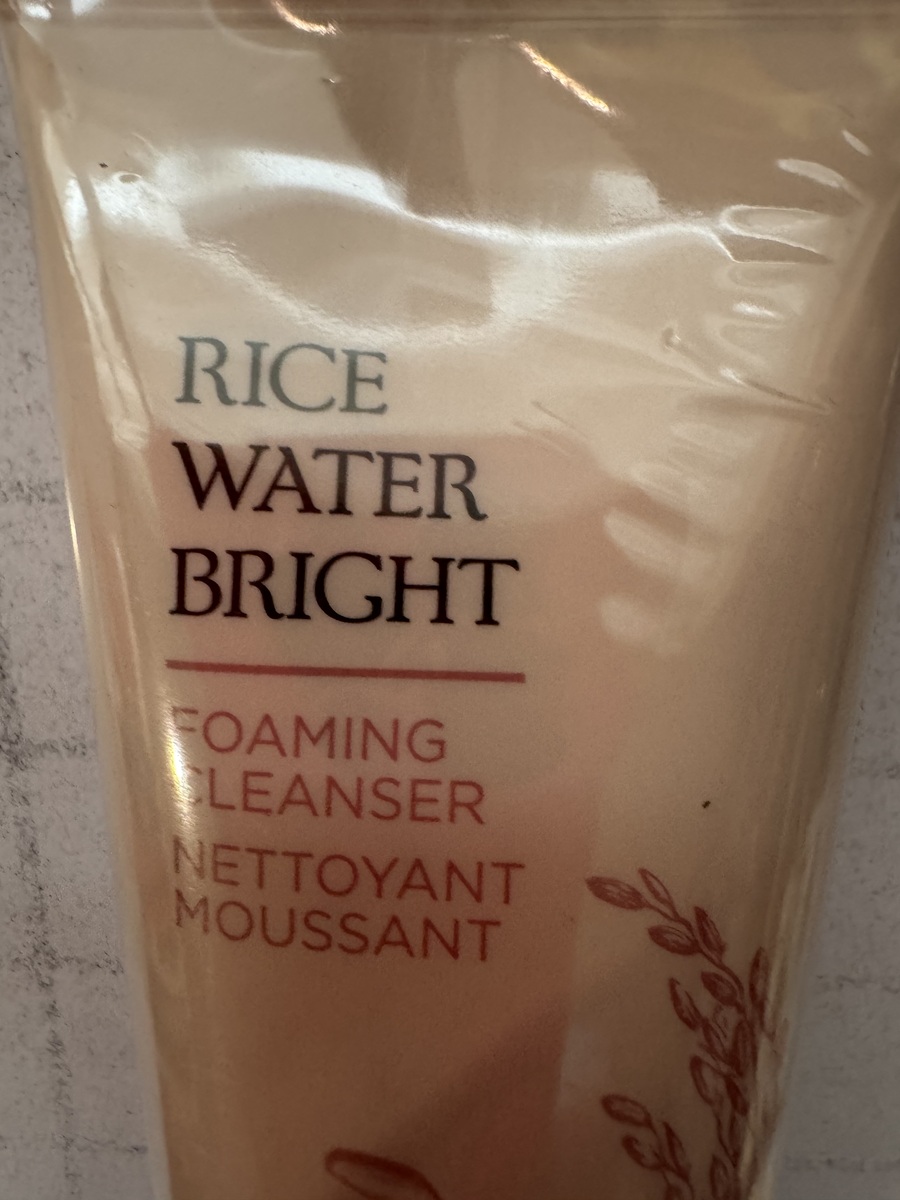 RICE
WATER
BRIGHT
FOAMING
CLEANSER
NETTOYANT
MOUSSANT